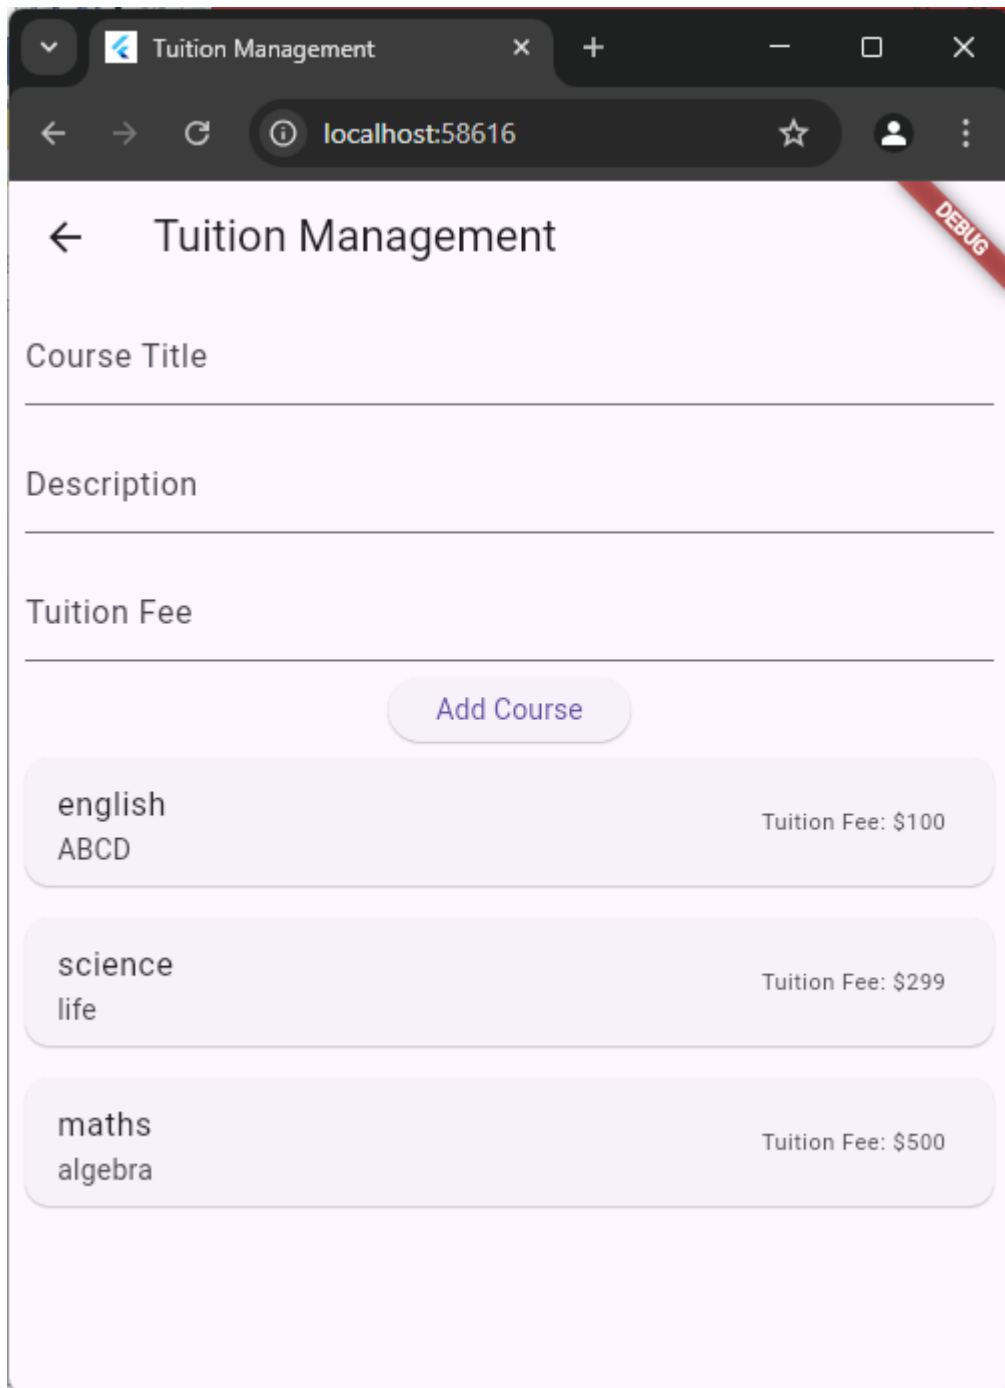 Tuition Management
localhost:58616
DEBUG
Tuition Management
Course Title
Description
Tuition Fee
Add Course
english
Tuition Fee: $100
ABCD
science
Tuition Fee: $299
life
maths
Tuition Fee: $500
algebra